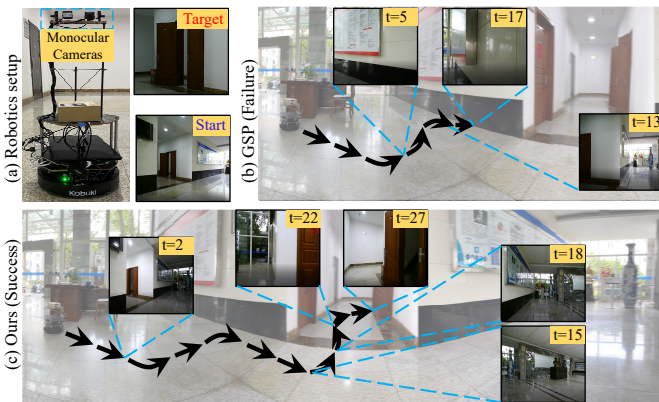 (a) Robotics setup
Monocular
Cameras
Kobuki
Target
Start
(b) GSP (Failure)
t=5
t=17
t=13
(c) Ours (Success)
t=2
t=22
t=27
t=18
t=15